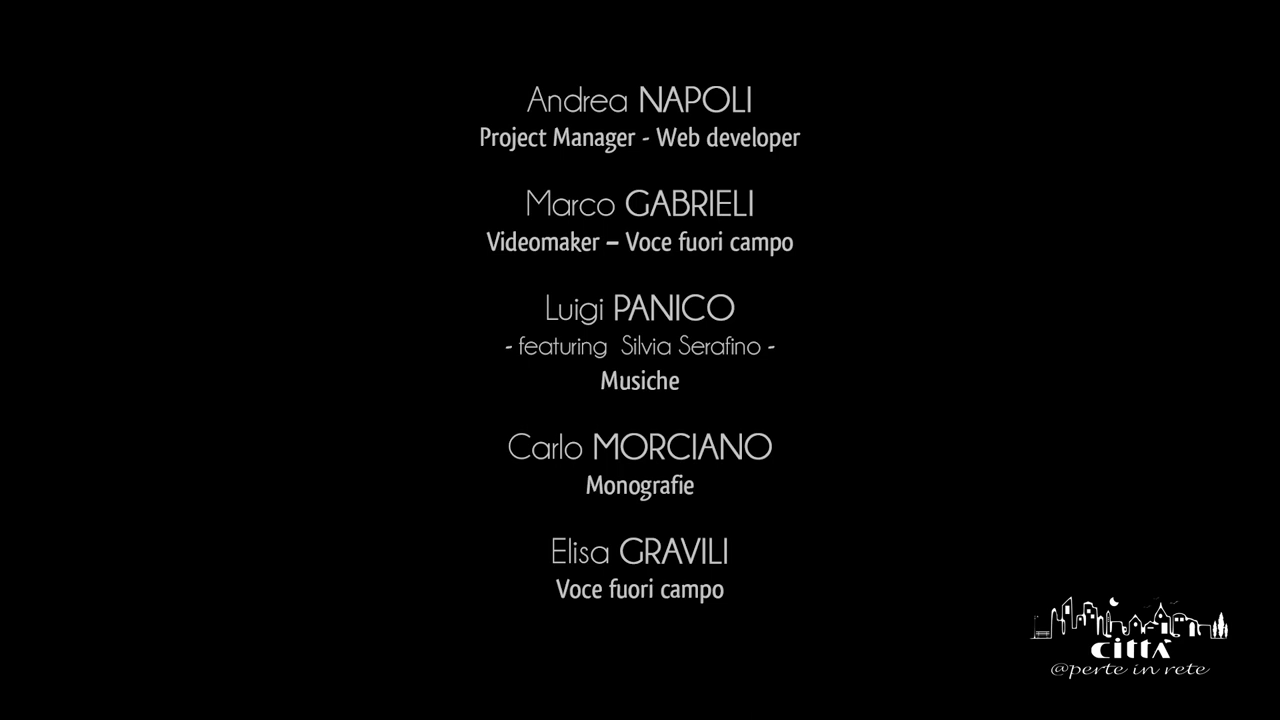 Andrea NAPOLI
Project Manager - Web developer
Marco GABRIELI
Videomaker – Voce fuori campo
Luigi PANICO
- featuring Silvia Serafino -
Musiche
Carlo MORCIANO
Monografie
Elisa GRAVILI
Voce fuori campo
CITTÀ
@perte in rete